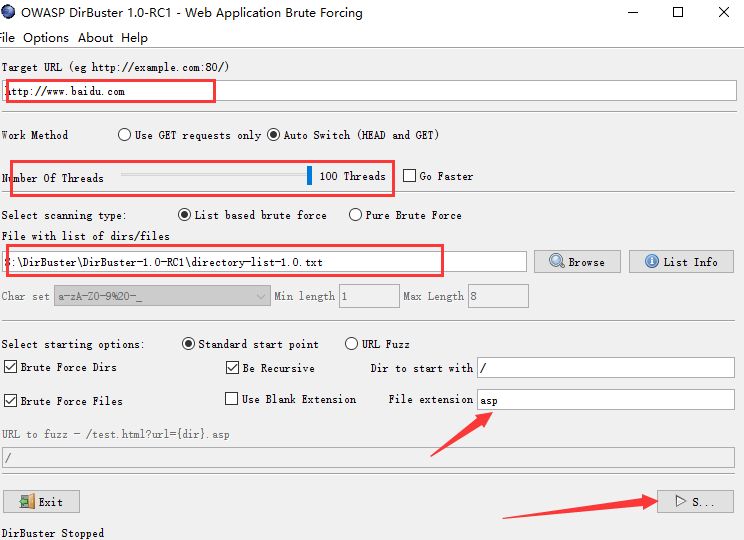 OWASP DirBuster 1.0-RC1 - Web Application Brute Forcing
File Options About Help
Target URL (eg http://example.com:80/)
http://www.baidu.com
Work Method Use GET requests only Auto Switch (HEAD and GET)
Number Of Threads 100 Threads Go Faster
Select scanning type: List based brute force Pure Brute Force
File with list of dirs/files
:\DirBuster\DirBuster-1.0-RC1\directory-list-1.0.txt Browse List Info
Char set a-zA-Z0-9%20-_ Min length 1 Max Length 8
Select starting options: Standard start point URL Fuzz
Brute Force Dirs Be Recursive Dir to start with /
Brute Force Files Use Blank Extension File extension asp
URL to fuzz - /test.html?url={dir}.asp
/
Exit S...
DirBuster Stopped